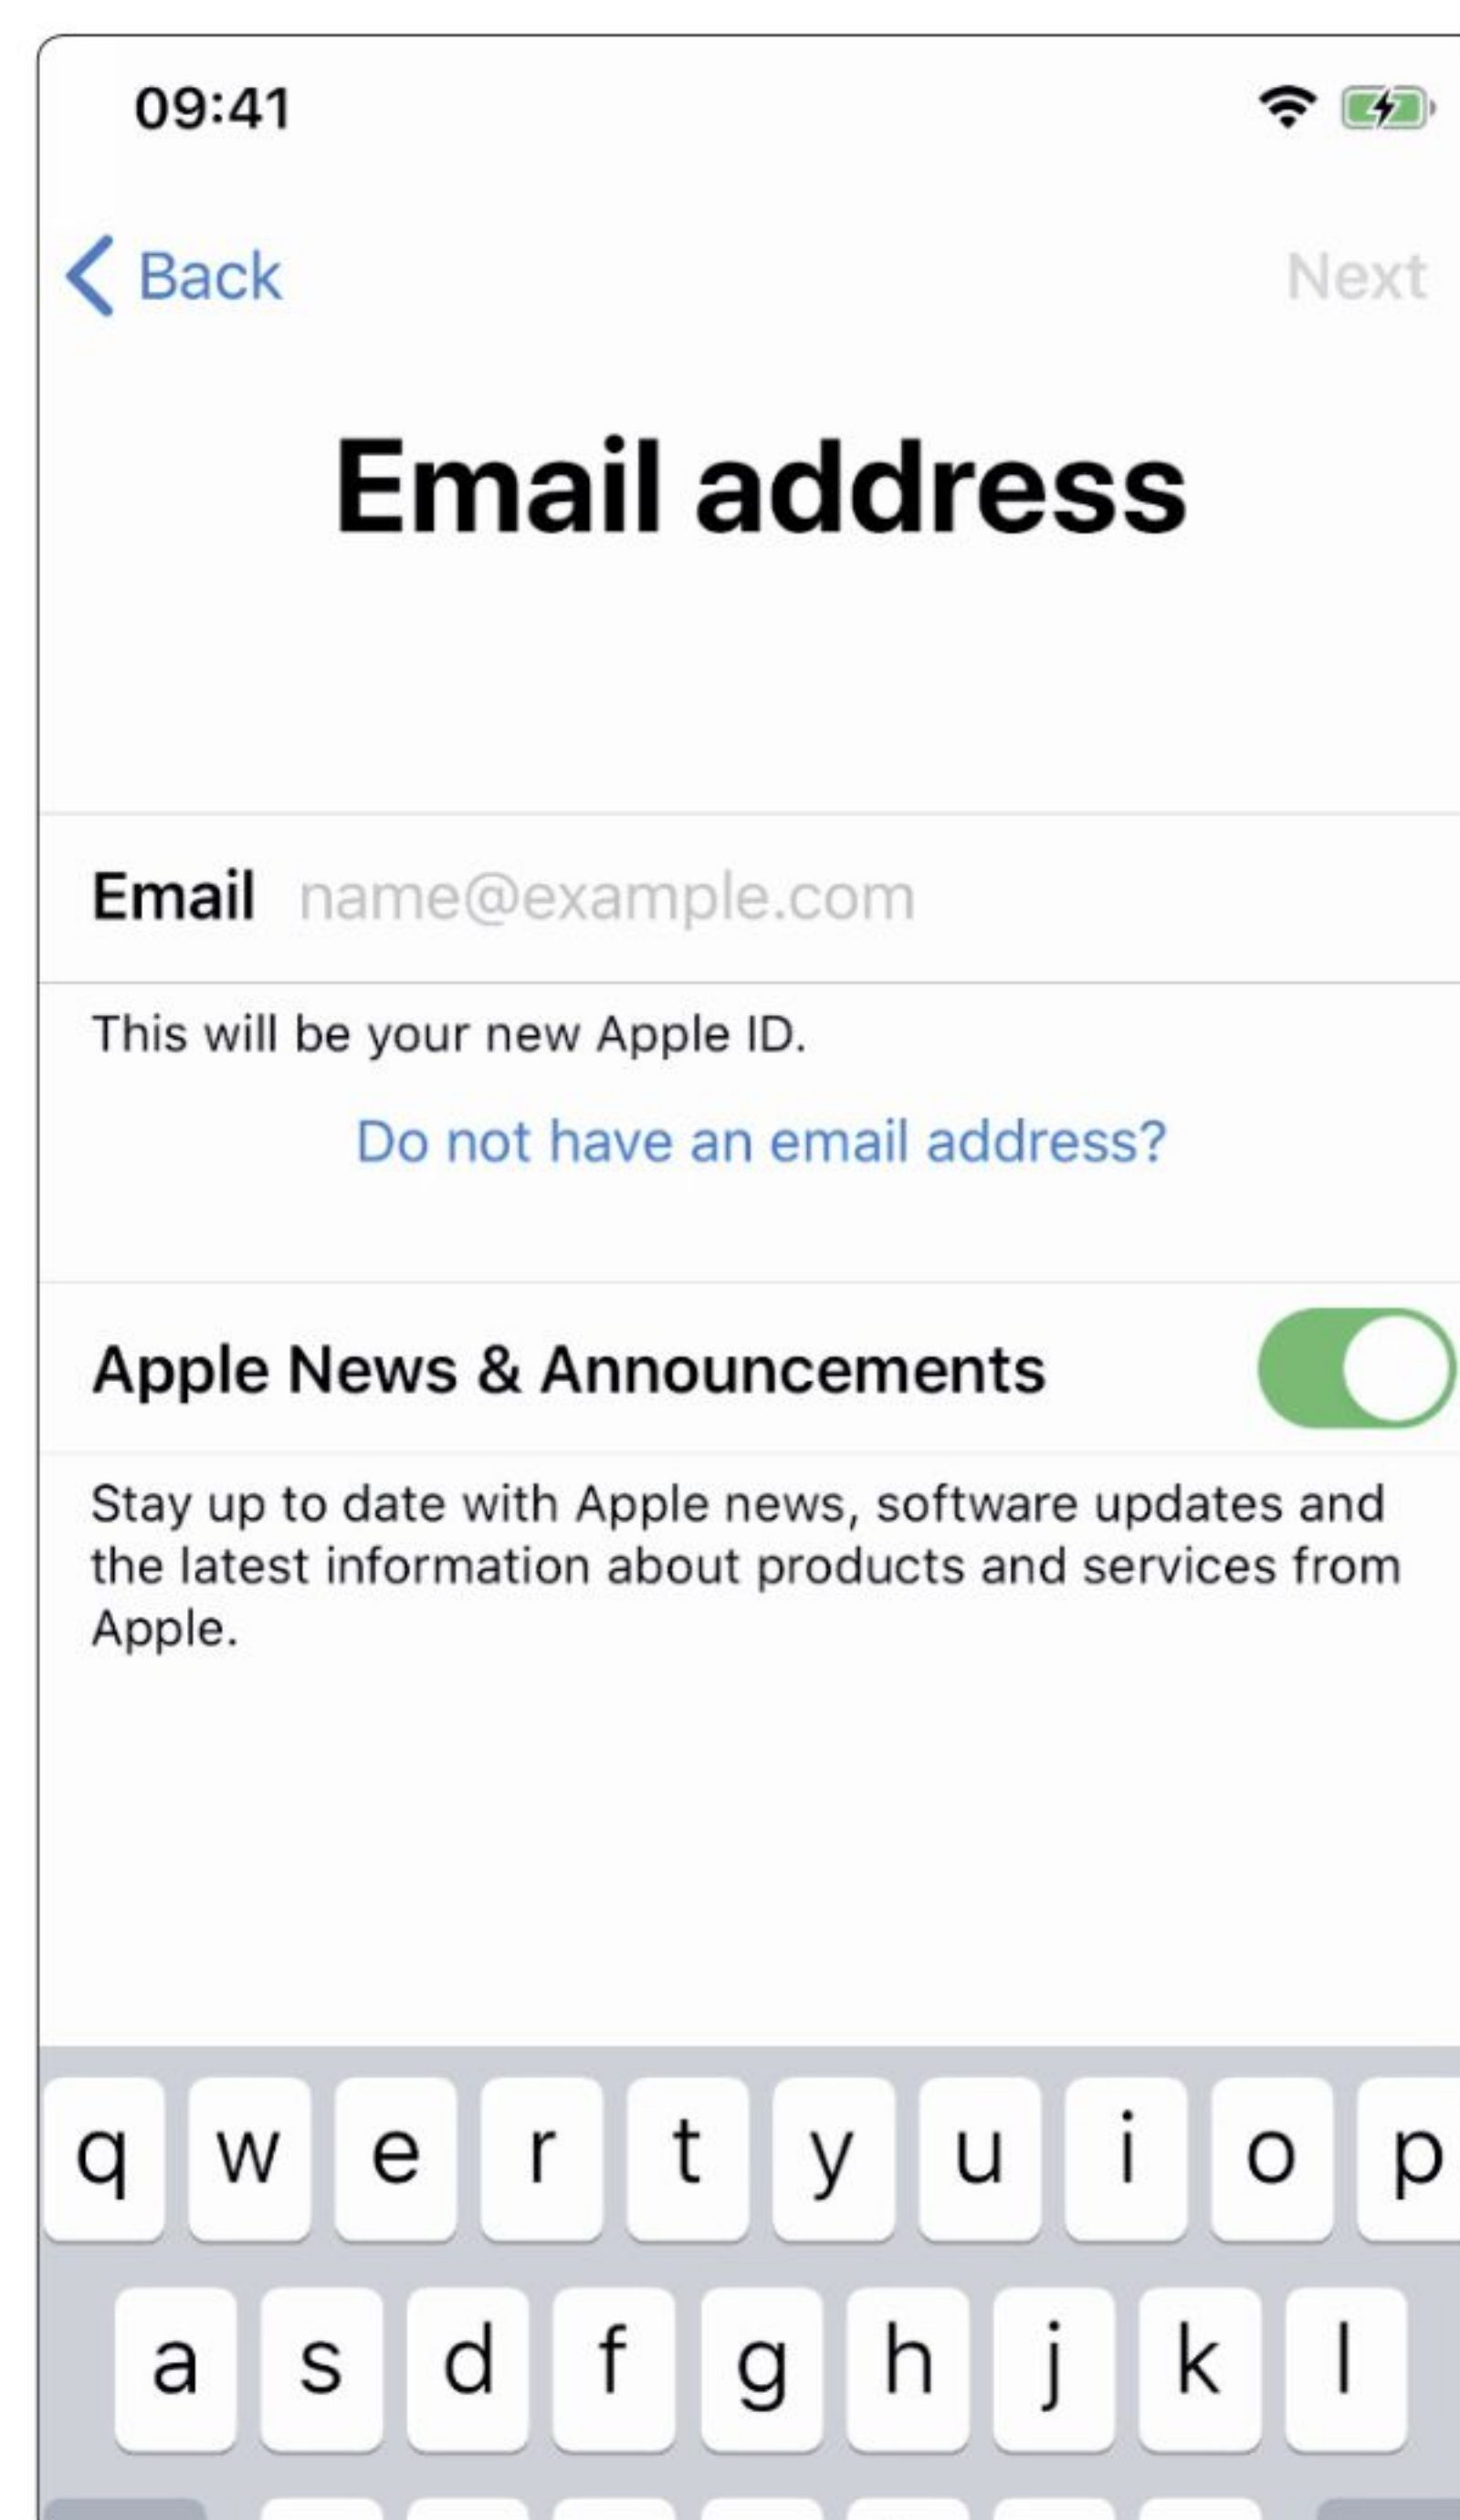 09:41
Back
Next
Email address
Email name@example.com
This will be your new Apple ID.
Do not have an email address?
Apple News & Announcements
Stay up to date with Apple news, software updates and
the latest information about products and services from
Apple.
q w e r t y u i o p
a s d f g h j k l